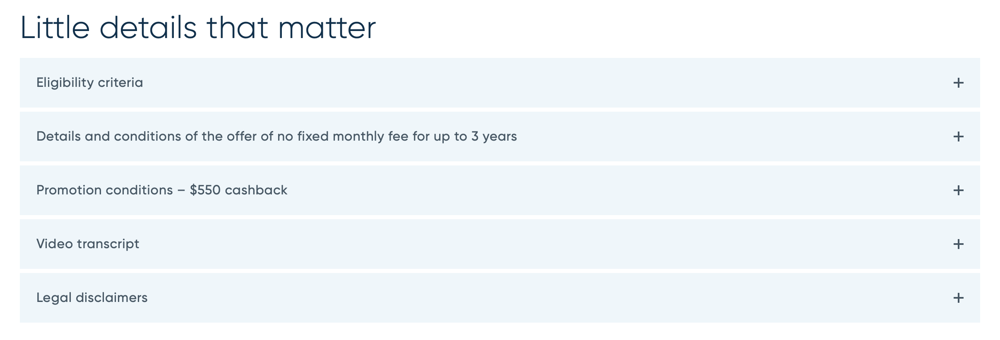 Little details that matter
Eligibility criteria
Details and conditions of the offer of no fixed monthly fee for up to 3 years
Promotion conditions – $550 cashback
Video transcript
Legal disclaimers